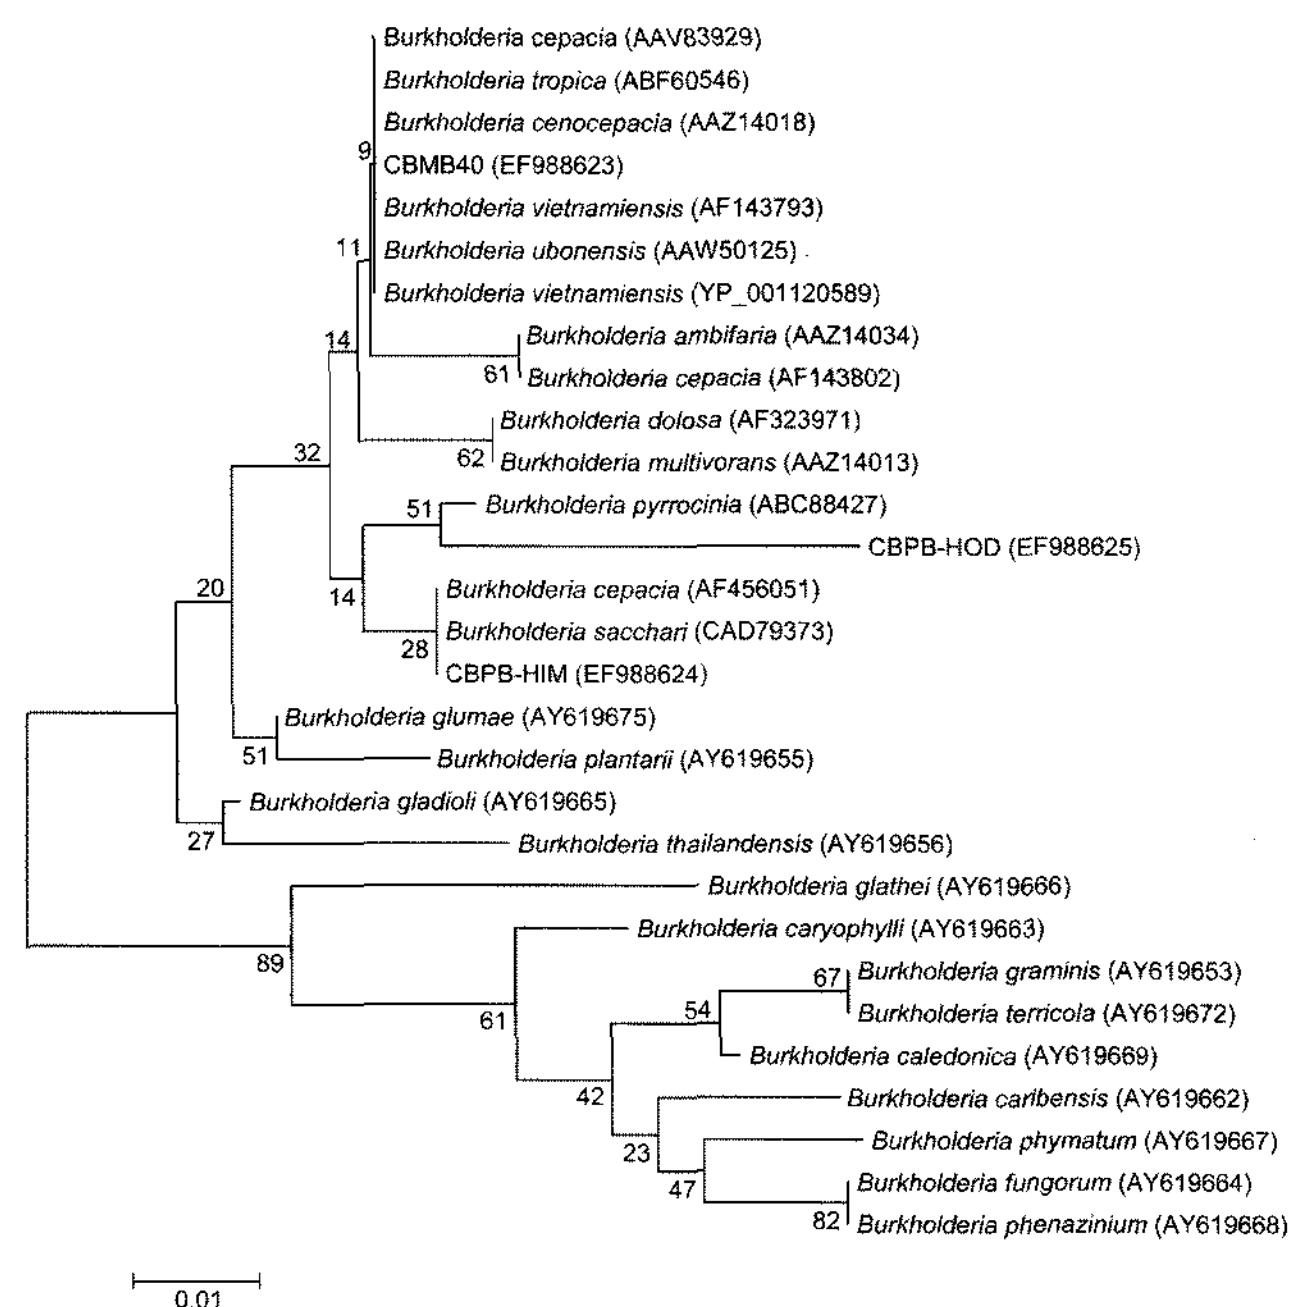 Burkholderia cepacia (AAV83929)
Burkholderia tropica (ABF60546)
Burkholderia cenocepacia (AAZ14018)
9
CBMB40 (EF988623)
Burkholderia vietnamiensis (AF143793)
11
Burkholderia ubonensis (AAW50125)
Burkholderia vietnamiensis (YP_001120589)
14
Burkholderia ambifaria (AAZ14034)
61
Burkholderia cepacia (AF143802)
Burkholderia dolosa (AF323971)
32
62
Burkholderia multivorans (AAZ14013)
51
Burkholderia pyrrocinia (ABC88427)
CBPB-HOD (EF988625)
20
14
Burkholderia cepacia (AF456051)
Burkholderia sacchari (CAD79373)
28
CBPB-HIM (EF988624)
Burkholderia glumae (AY619675)
51
Burkholderia plantarii (AY619655)
Burkholderia gladioli (AY619665)
27
Burkholderia thailandensis (AY619656)
Burkholderia glathei (AY619666)
Burkholderia caryophylli (AY619663)
89
67
Burkholderia graminis (AY619653)
61
54
Burkholderia terricola (AY619672)
Burkholderia caledonica (AY619669)
42
Burkholderia caribensis (AY619662)
Burkholderia phymatum (AY619667)
23
47
Burkholderia fungorum (AY619664)
82
Burkholderia phenazinium (AY619668)
0.01